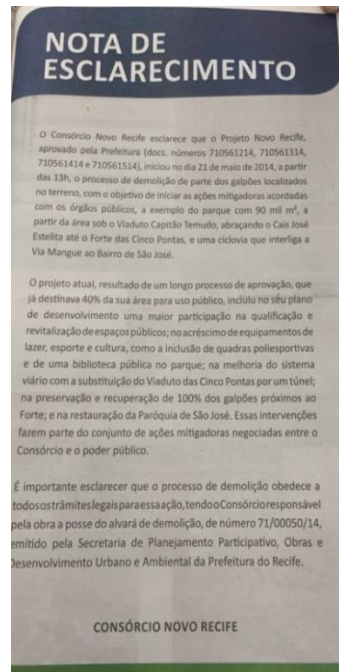 NOTA DE
ESCLARECIMENTO
O Consórcio Novo Recife esclarece que o Projeto Novo Recife,
aprovado pela Prefeitura (docs. números 710561214, 710561314,
710561414 e 710561514), iniciou no dia 21 de maio de 2014, a partir
das 13h, o processo de demolição de parte dos galpões localizados
no terreno, com o objetivo de iniciar as ações mitigadoras acordadas
com os órgãos públicos, a exemplo do parque com 90 mil m², a
partir da área sob o Viaduto Capitão Temudo, abraçando o Cais José
Estelita até o Forte das Cinco Pontas, e uma ciclovia que interliga a
Via Mangue ao Bairro de São José.
O projeto atual, resultado de um longo processo de aprovação, que
já destinava 40% da sua área para uso público, incluiu no seu plano
de desenvolvimento uma maior participação na qualificação e
revitalização de espaços públicos; no acréscimo de equipamentos de
lazer, esporte e cultura, como a inclusão de quadras poliesportivas
e de uma biblioteca pública no parque; na melhoria do sistema
viário com a substituição do Viaduto das Cinco Pontas por um túnel;
na preservação e recuperação de 100% dos galpões próximos ao
Forte; e na restauração da Paróquia de São José. Essas intervenções
fazem parte do conjunto de ações mitigadoras negociadas entre o
Consórcio e o poder público.
É importante esclarecer que o processo de demolição obedece a
todos os trâmites legais para essa ação, tendo o Consórcio responsável
pela obra a posse do alvará de demolição, de número 71/00050/14,
emitido pela Secretaria de Planejamento Participativo, Obras e
Desenvolvimento Urbano e Ambiental da Prefeitura do Recife.
CONSÓRCIO NOVO RECIFE